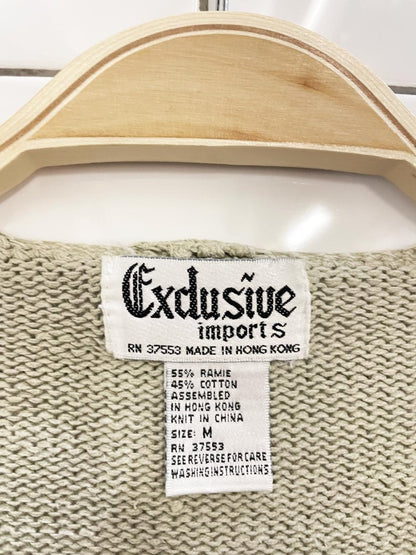 Exclusive
imports
RN 37553 MADE IN HONG KONG
55% RAMIE
45% COTTON
ASSEMBLED
IN HONG KONG
KNIT IN CHINA
SIZE: M
RN 37553
SEE REVERSE FOR CARE
WASHING INSTRUCTIONS